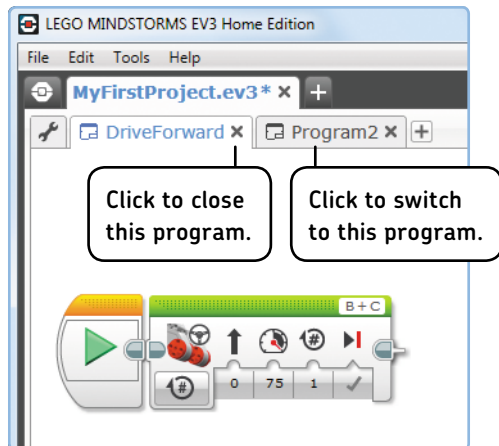 LEGO MINDSTORMS EV3 Home Edition
File Edit Tools Help
MyFirstProject.ev3* × +
DriveForward × Program2 × +
Click to close
this program.
Click to switch
to this program.
B+C
#
# 0 75 1